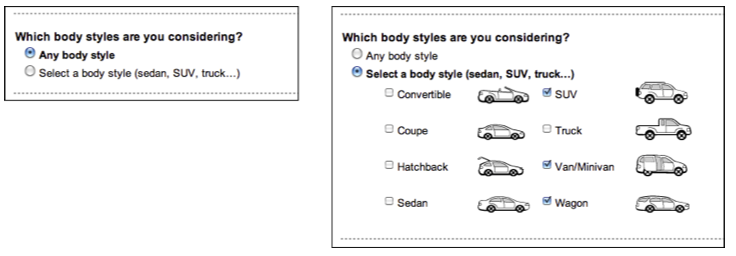 Which body styles are you considering?
Any body style
Select a body style (sedan, SUV, truck...)
Which body styles are you considering?
Any body style
Select a body style (sedan, SUV, truck...)
Convertible SUV
Coupe Truck
Hatchback Van/Minivan
Sedan Wagon